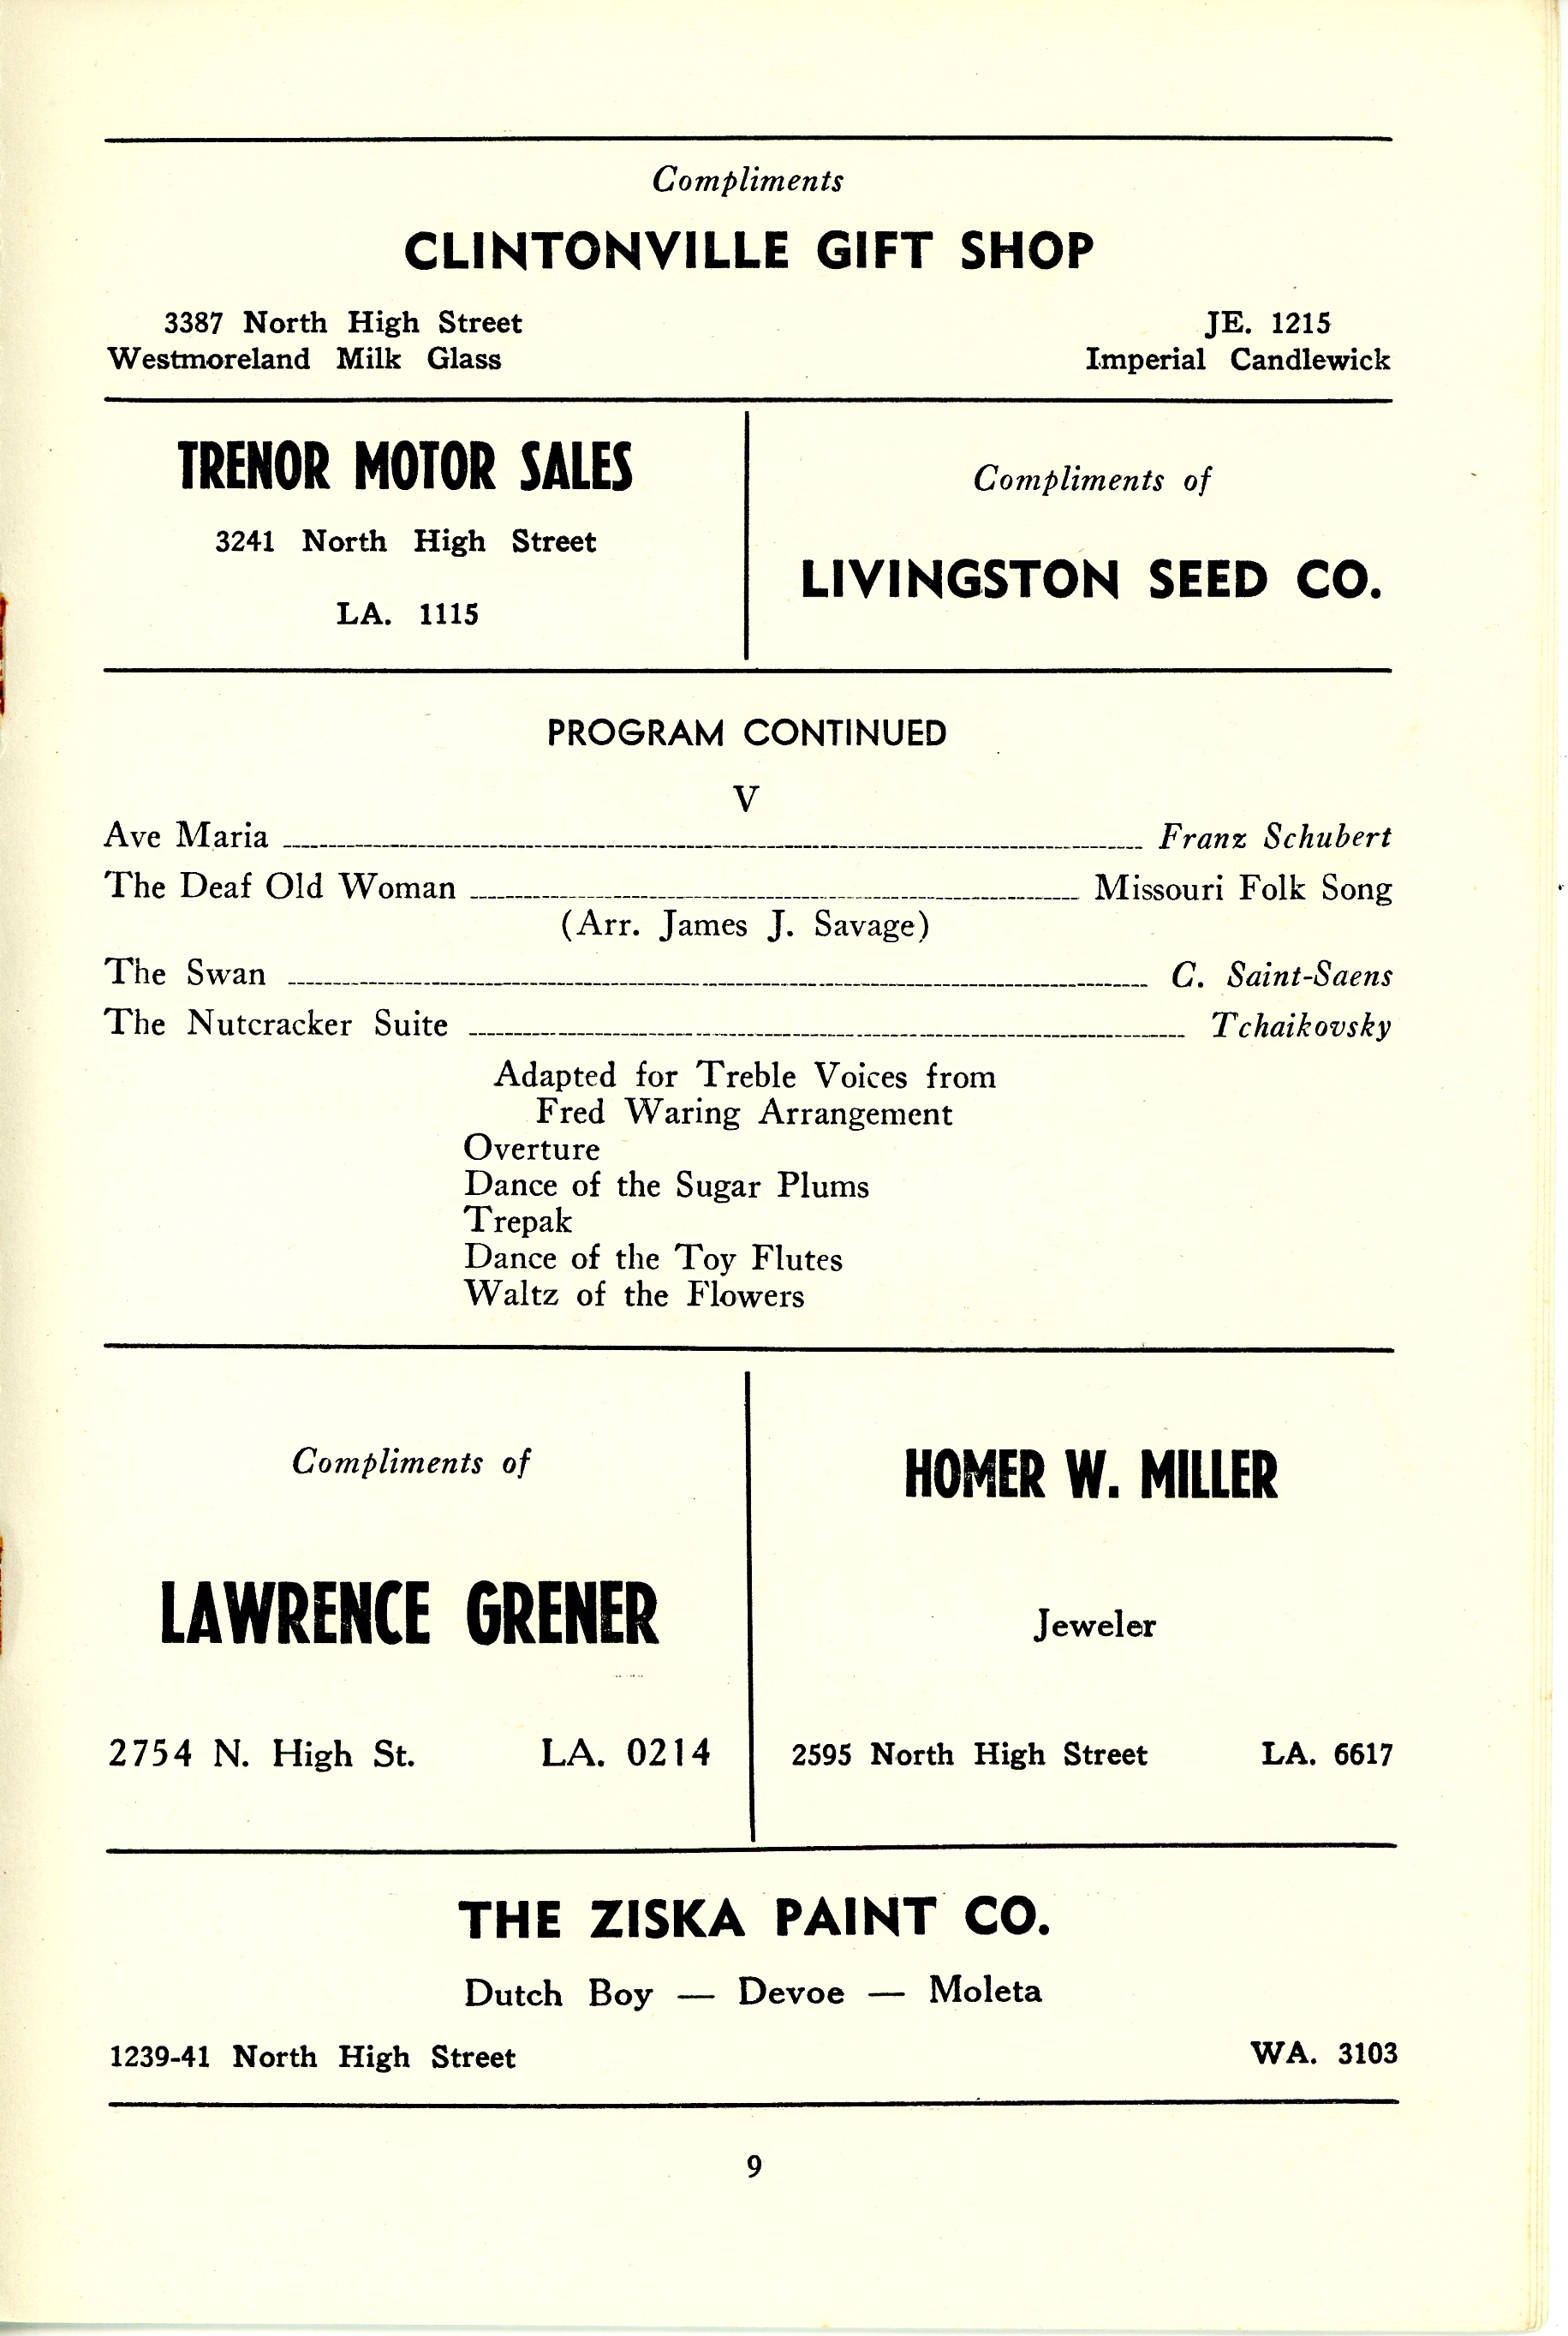 Compliments
CLINTONVILLE GIFT SHOP
3387 North High Street JE. 1215
Westmoreland Milk Glass Imperial Candlewick
TRENOR MOTOR SALES
3241 North High Street
LA. 1115
Compliments of
LIVINGSTON SEED CO.
PROGRAM CONTINUED
V
Ave Maria Franz Schubert
The Deaf Old Woman Missouri Folk Song
(Arr. James J. Savage)
The Swan C. Saint-Saens
The Nutcracker Suite Tchaikovsky
Adapted for Treble Voices from
Fred Waring Arrangement
Overture
Dance of the Sugar Plums
Trepak
Dance of the Toy Flutes
Waltz of the Flowers
Compliments of
LAWRENCE GRENER
2754 N. High St. LA. 0214
HOMER W. MILLER
Jeweler
2595 North High Street LA. 6617
THE ZISKA PAINT CO.
Dutch Boy — Devoe — Moleta
1239-41 North High Street WA. 3103
9